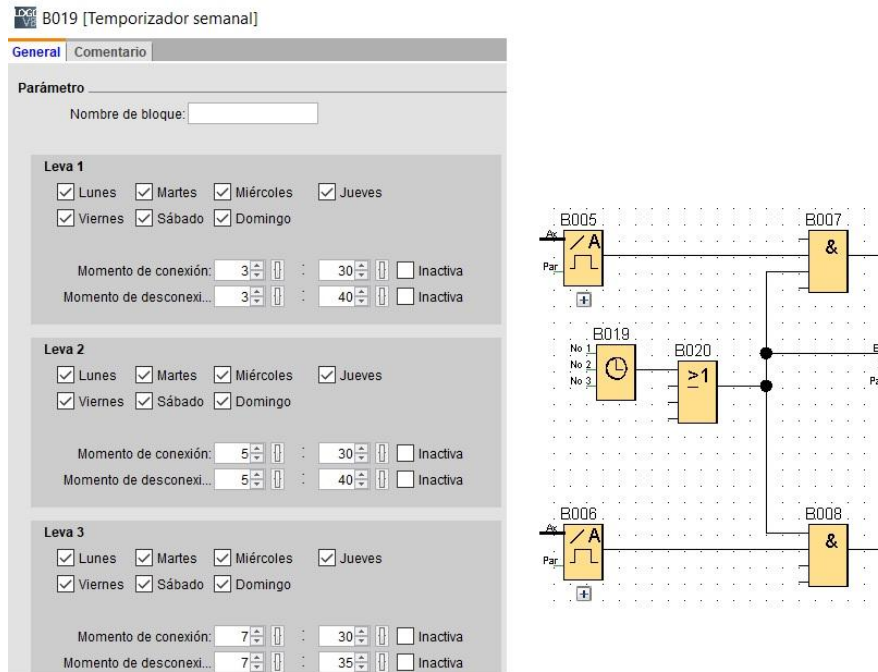 B019 [Temporizador semanal]
General Comentario
Parámetro
Nombre de bloque:
Leva 1
Lunes Martes Miércoles Jueves
Viernes Sábado Domingo
Momento de conexión: 3 : 30 Inactiva
Momento de desconexi... 3 : 40 Inactiva
Leva 2
Lunes Martes Miércoles Jueves
Viernes Sábado Domingo
Momento de conexión: 5 : 30 Inactiva
Momento de desconexi... 5 : 40 Inactiva
Leva 3
Lunes Martes Miércoles Jueves
Viernes Sábado Domingo
Momento de conexión: 7 : 30 Inactiva
Momento de desconexi... 7 : 35 Inactiva
B005 B007
Ax / A &
Par
B019
No 1
No 2
No 3
B020
≥1
B006 B008
Ax / A &
Par